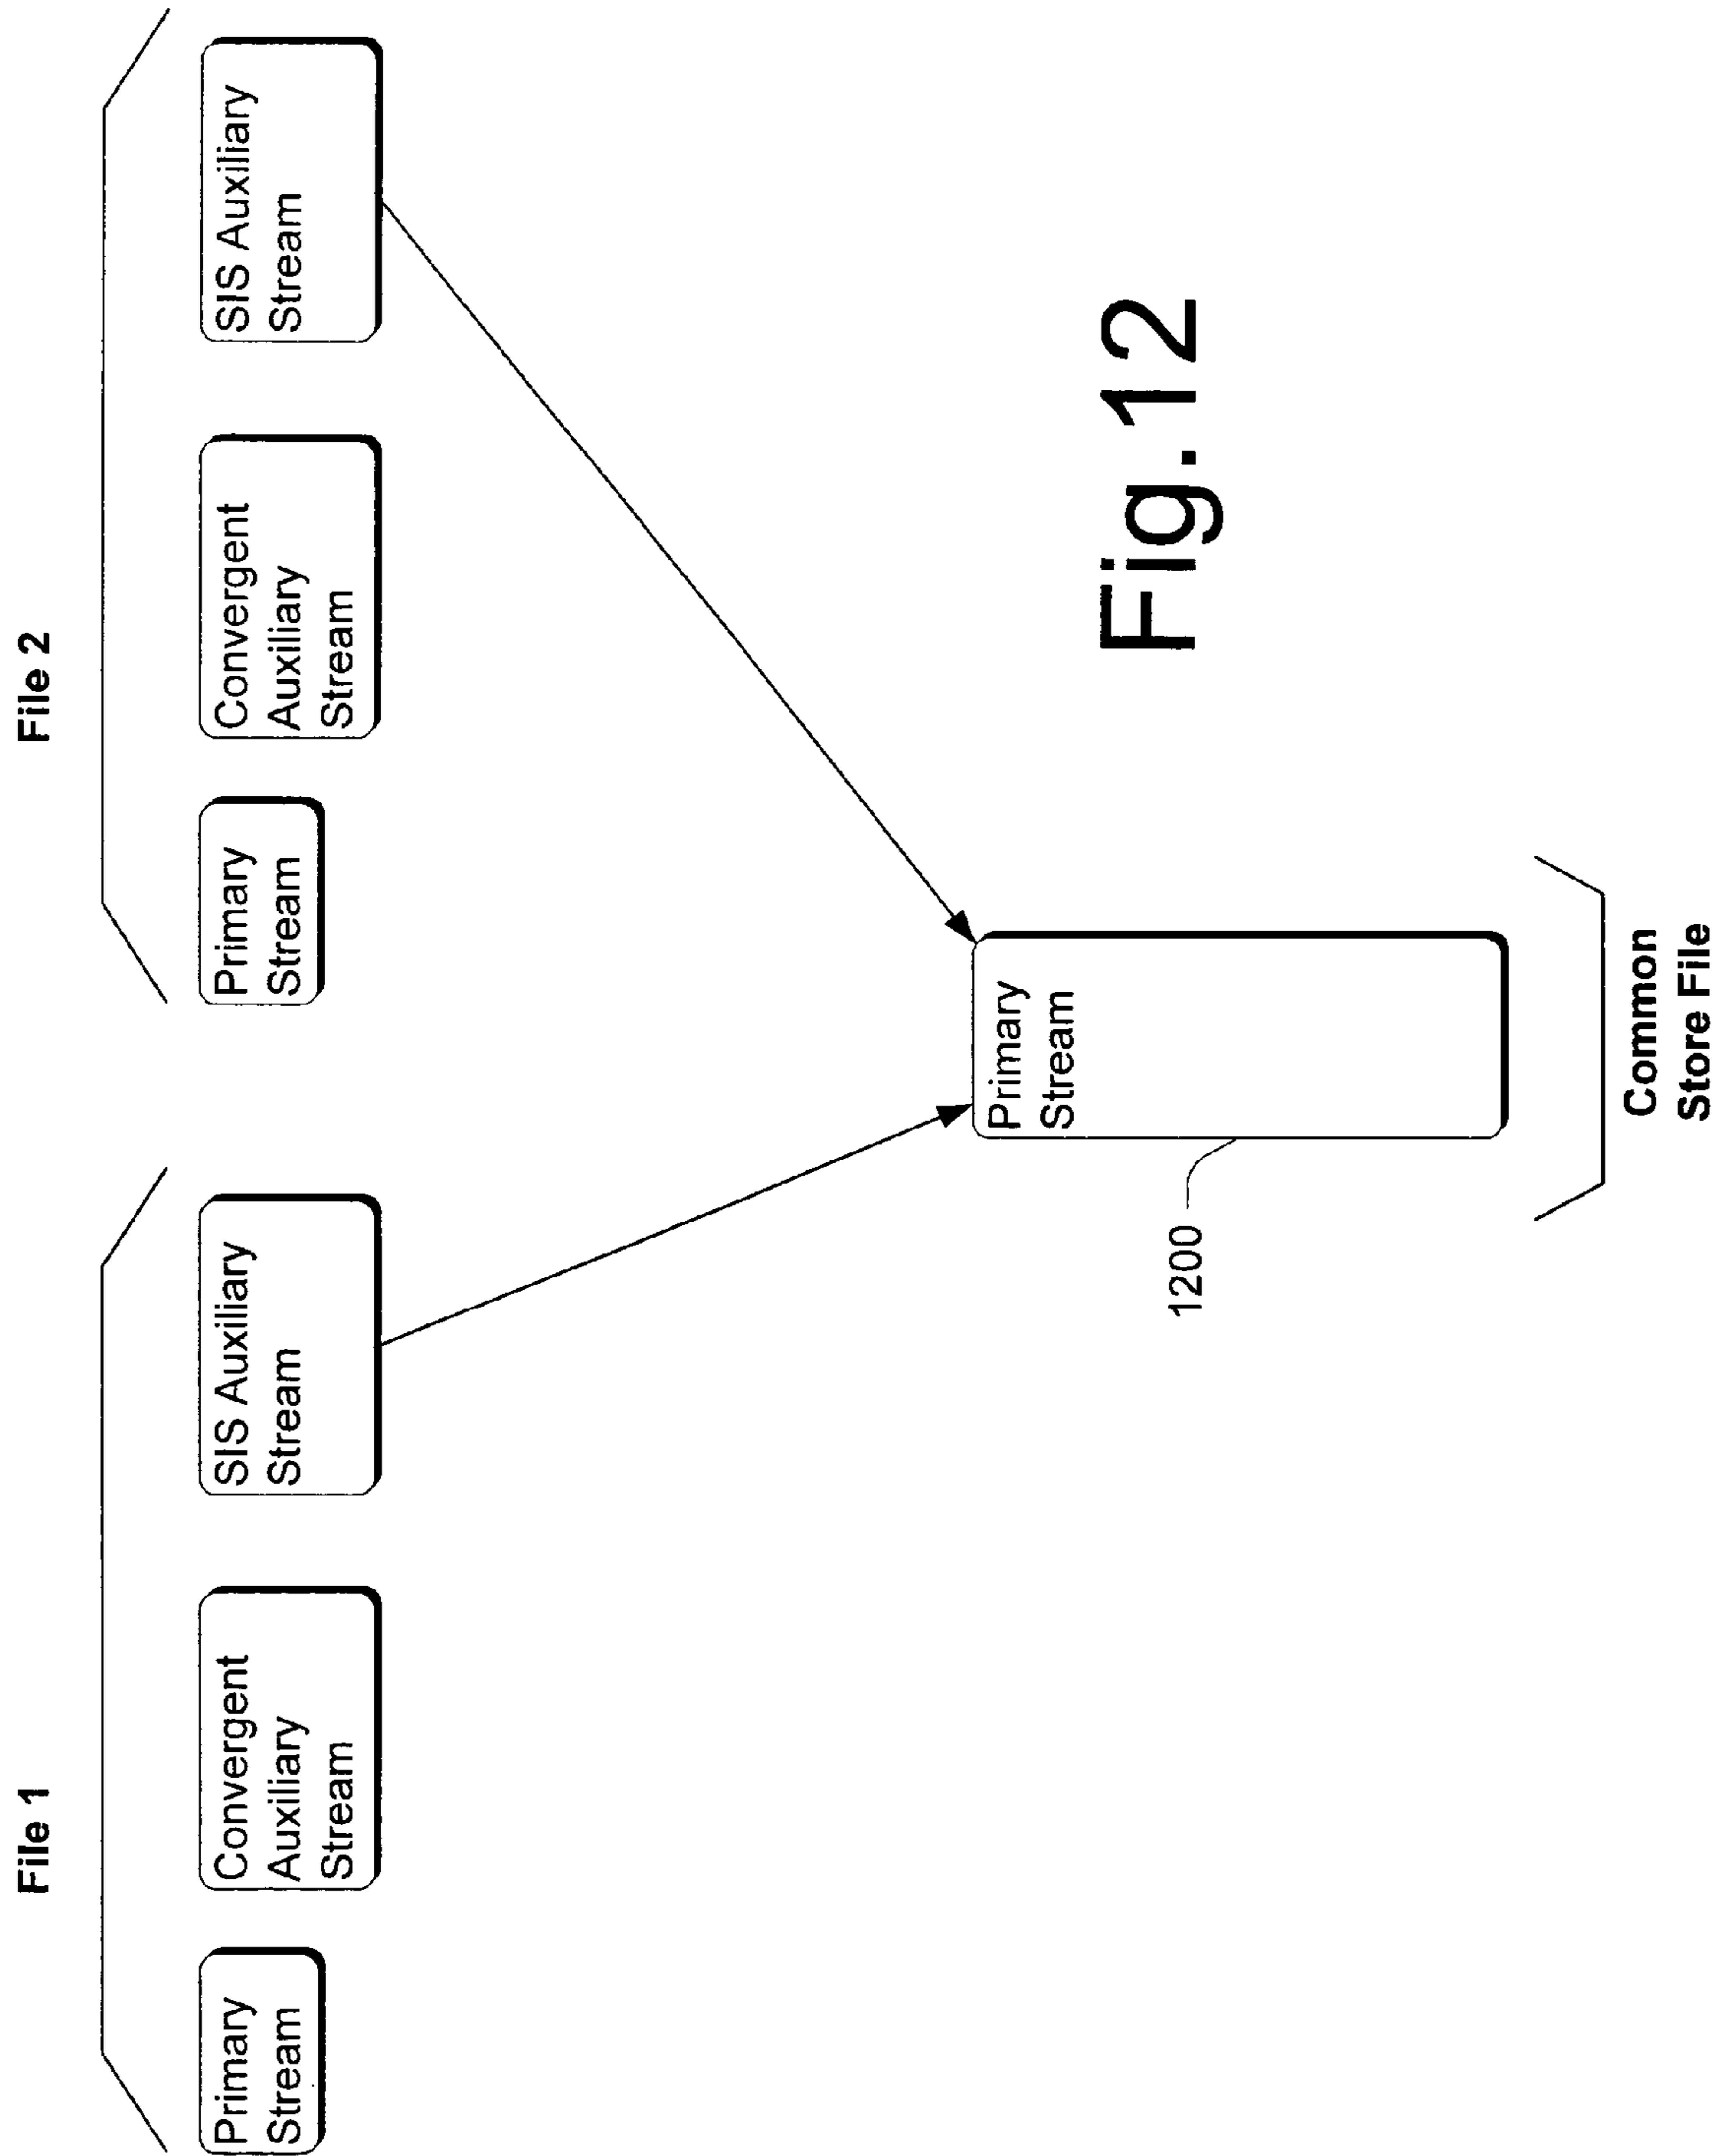 File 1
File 2
Primary
Stream
Convergent
Auxiliary
Stream
SIS Auxiliary
Stream
Primary
Stream
Convergent
Auxiliary
Stream
SIS Auxiliary
Stream
Primary
Stream
1200
Common
Store File
Fig.12